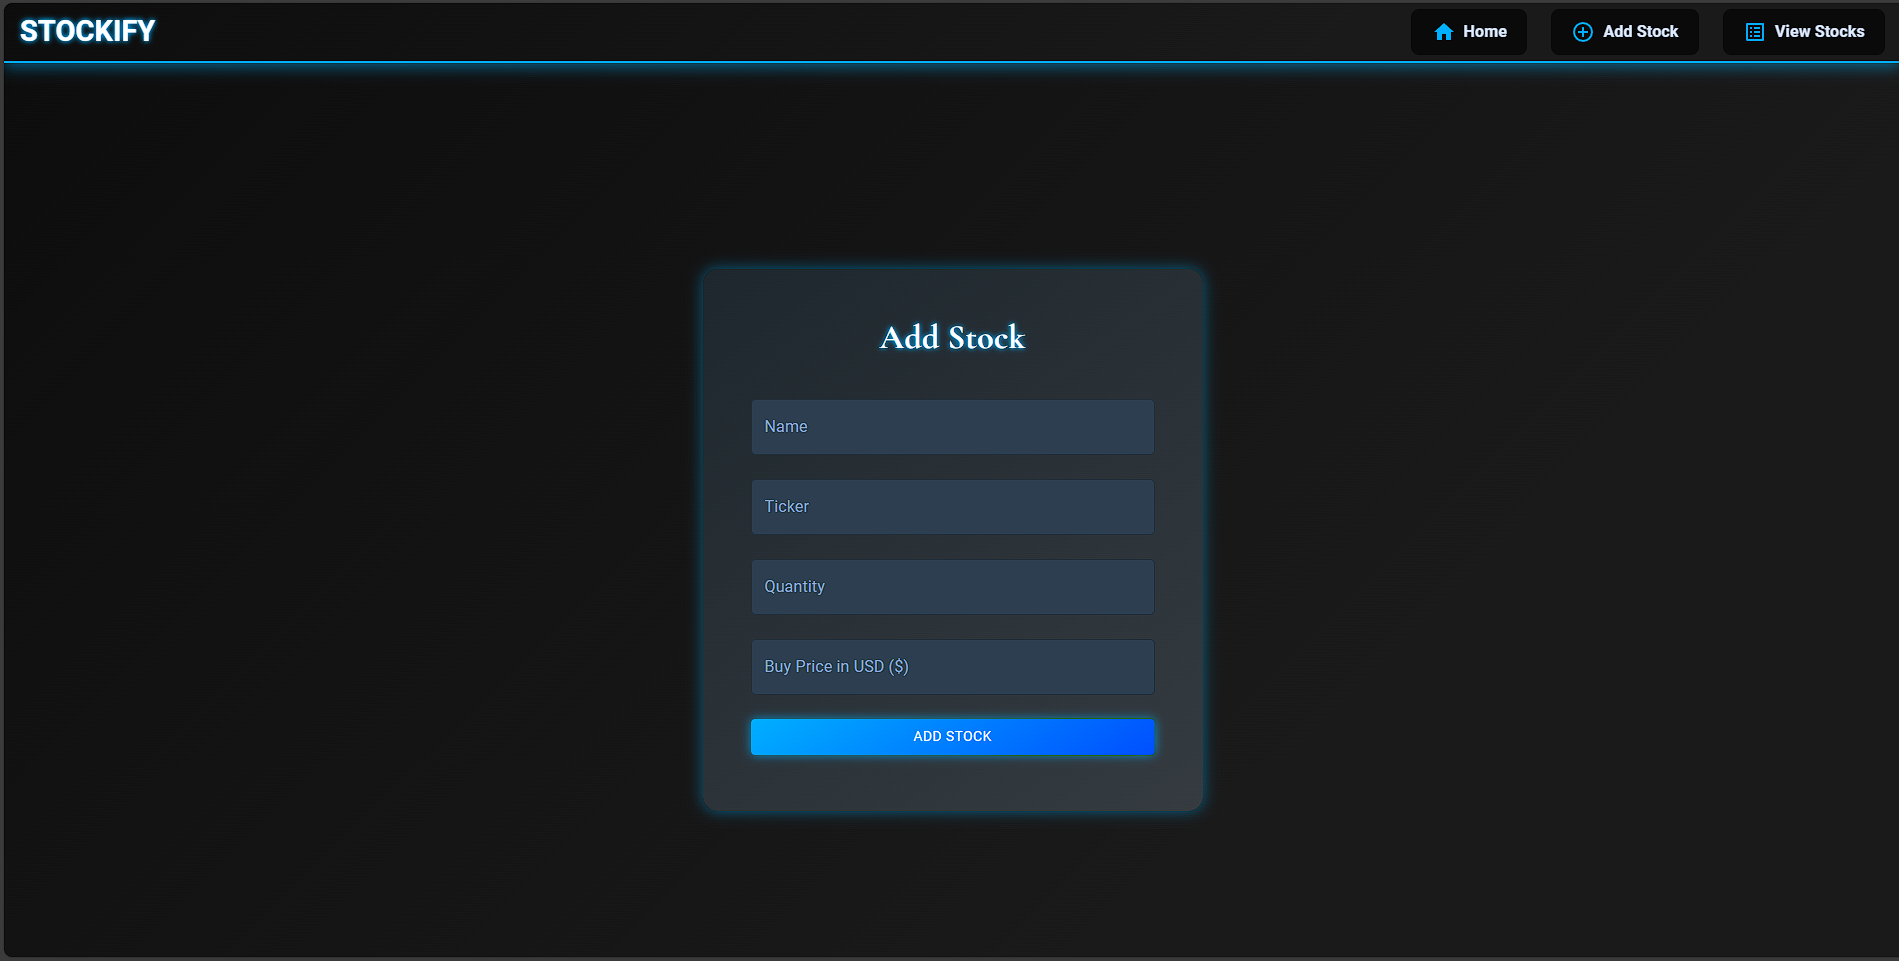 STOCKIFY
Home
Add Stock
View Stocks
Add Stock
Name
Ticker
Quantity
Buy Price in USD ($)
ADD STOCK